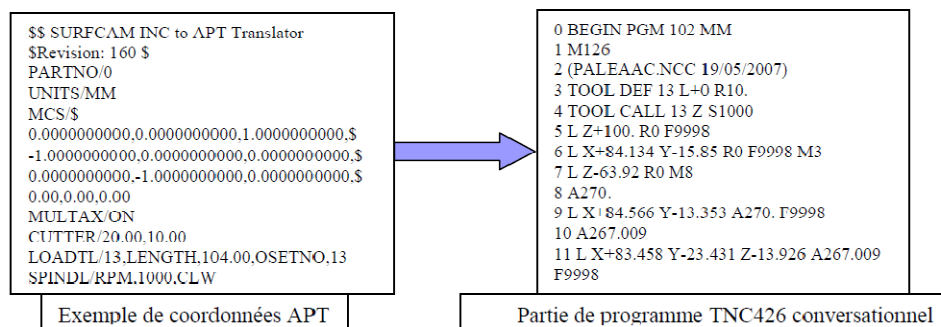 $$ SURFCAM INC to APT Translator
$Revision: 160 $
PARTNO/0
UNITS/MM
MCS/$
0.0000000000,0.0000000000,1.0000000000,$
-1.0000000000,0.0000000000,0.0000000000,$
0.0000000000,-1.0000000000,0.0000000000,$
0.00,0.00,0.00
MULTAX/ON
CUTTER/20.00,10.00
LOADTL/13,LENGTH,104.00,OSETNO,13
SPINDL/RPM,1000,CLW
Exemple de coordonnées APT
0 BEGIN PGM 102 MM
1 M126
2 (PALEAAC.NCC 19/05/2007)
3 TOOL DEF 13 L+0 R10.
4 TOOL CALL 13 Z S1000
5 L Z+100. R0 F9998
6 L X+84.134 Y-15.85 R0 F9998 M3
7 L Z-63.92 R0 M8
8 A270.
9 L X+84.566 Y-13.353 A270. F9998
10 A267.009
11 L X+83.458 Y-23.431 Z-13.926 A267.009
F9998
Partie de programme TNC426 conversationnel